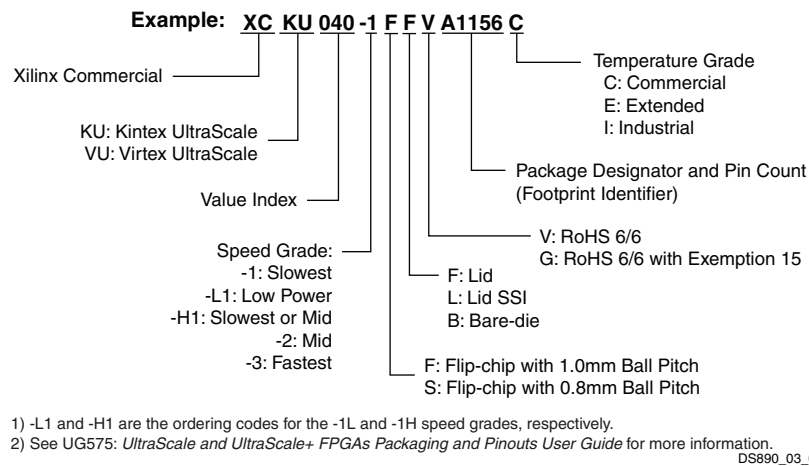 Example: XC KU 040 -1 F F V A1156 C
Xilinx Commercial
KU: Kintex UltraScale
VU: Virtex UltraScale
Value Index
Speed Grade:
-1: Slowest
-L1: Low Power
-H1: Slowest or Mid
-2: Mid
-3: Fastest
Temperature Grade
C: Commercial
E: Extended
I: Industrial
Package Designator and Pin Count
(Footprint Identifier)
V: RoHS 6/6
G: RoHS 6/6 with Exemption 15
F: Lid
L: Lid SSI
B: Bare-die
F: Flip-chip with 1.0mm Ball Pitch
S: Flip-chip with 0.8mm Ball Pitch
1) -L1 and -H1 are the ordering codes for the -1L and -1H speed grades, respectively.
2) See UG575: UltraScale and UltraScale+ FPGAs Packaging and Pinouts User Guide for more information.
DS890_03_